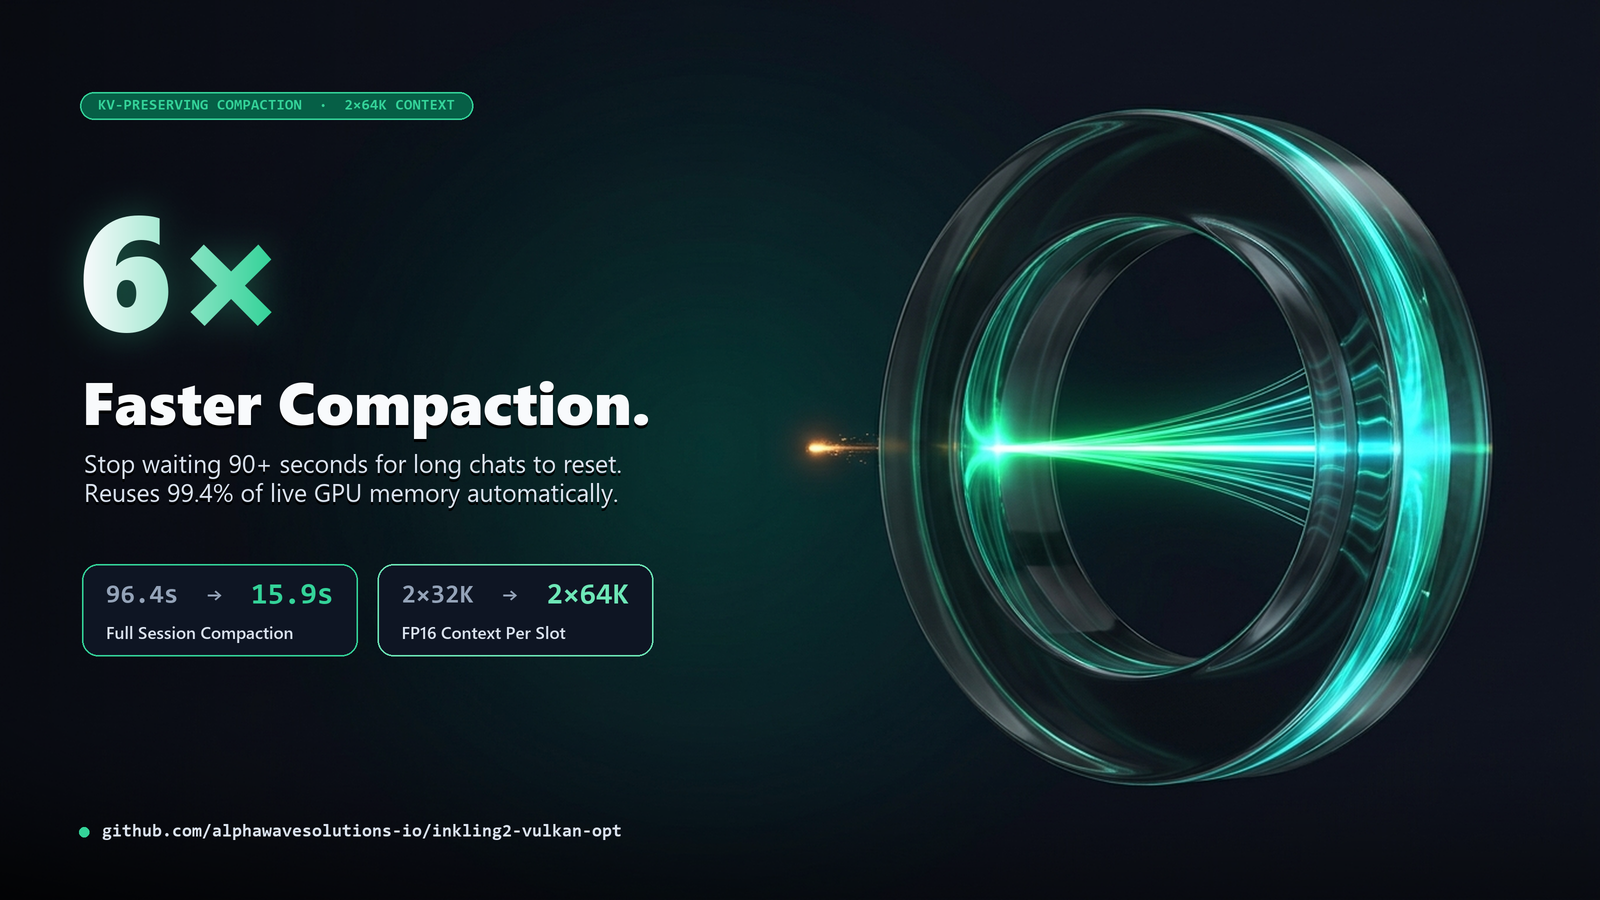 KV-PRESERVING COMPACTION · 2×64K CONTEXT
6×
Faster Compaction.
Stop waiting 90+ seconds for long chats to reset.
Reuses 99.4% of live GPU memory automatically.
96.4s → 15.9s
Full Session Compaction
2×32K → 2×64K
FP16 Context Per Slot
github.com/alphawavesolutions-io/inkling2-vulkan-opt